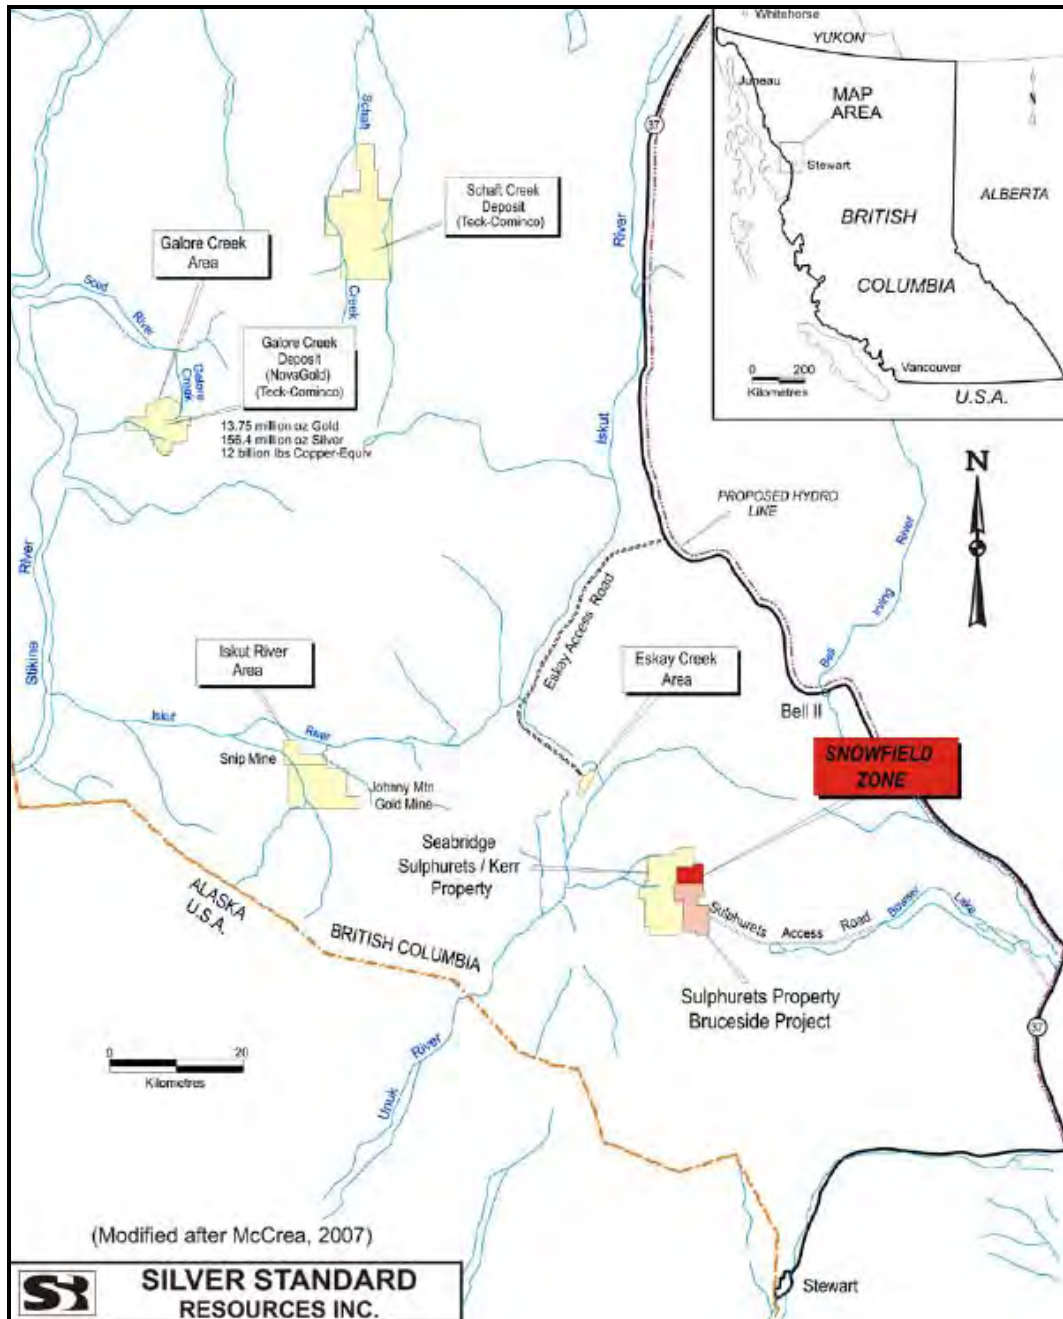 Whitehorse
YUKON
Juneau
MAP
AREA
N
Stewart
BRITISH
ALBERTA
COLUMBIA
0 200
Kilometres
Vancouver
U.S.A.
37
Schaft
Creek
Schaft Creek
Deposit
(Teck-Cominco)
River
Iskut
Galore Creek
Area
Scud
River
Galore
Creek
Galore Creek
Deposit
(NovaGold)
(Teck-Cominco)
13.75 million oz Gold
156.4 million oz Silver
12 billion lbs Copper-Equiv
N
PROPOSED HYDRO
LINE
River
Irving
Bell
River
Stikine
Eskay Access Road
Iskut River
Area
Eskay Creek
Area
Iskut
River
Bell II
Snip Mine
Johnny Mtn
Gold Mine
SNOWFIELD
ZONE
Seabridge
Sulphurets / Kerr
Property
Sulphurets Access Road
Bowser Lake
ALASKA
U.S.A.
BRITISH COLUMBIA
Sulphurets Property
Bruceside Project
37
0 20
Kilometres
River
Unuk
(Modified after McCrea, 2007)
Stewart
SILVER STANDARD
RESOURCES INC.